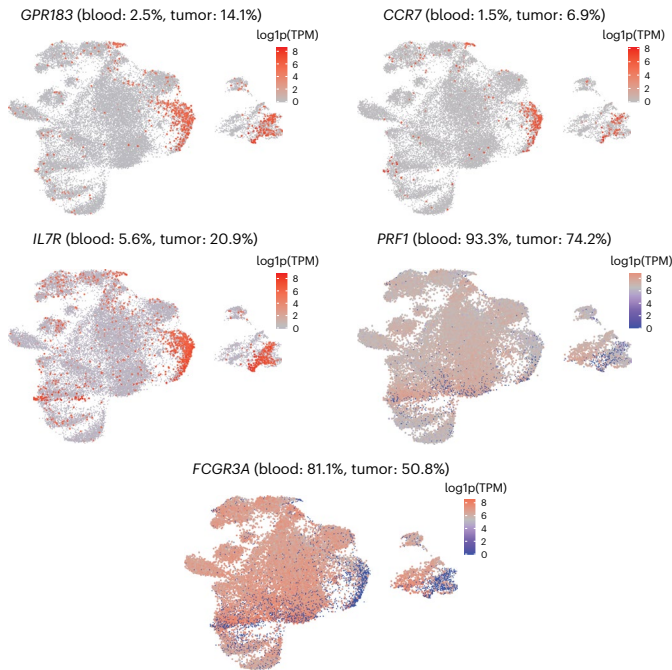 GPR183 (blood: 2.5%, tumor: 14.1%)
log1p(TPM)
8
6
4
2
0
CCR7 (blood: 1.5%, tumor: 6.9%)
log1p(TPM)
8
6
4
2
0
IL7R (blood: 5.6%, tumor: 20.9%)
log1p(TPM)
8
6
4
2
0
PRF1 (blood: 93.3%, tumor: 74.2%)
log1p(TPM)
8
6
4
2
0
FCGR3A (blood: 81.1%, tumor: 50.8%)
log1p(TPM)
8
6
4
2
0